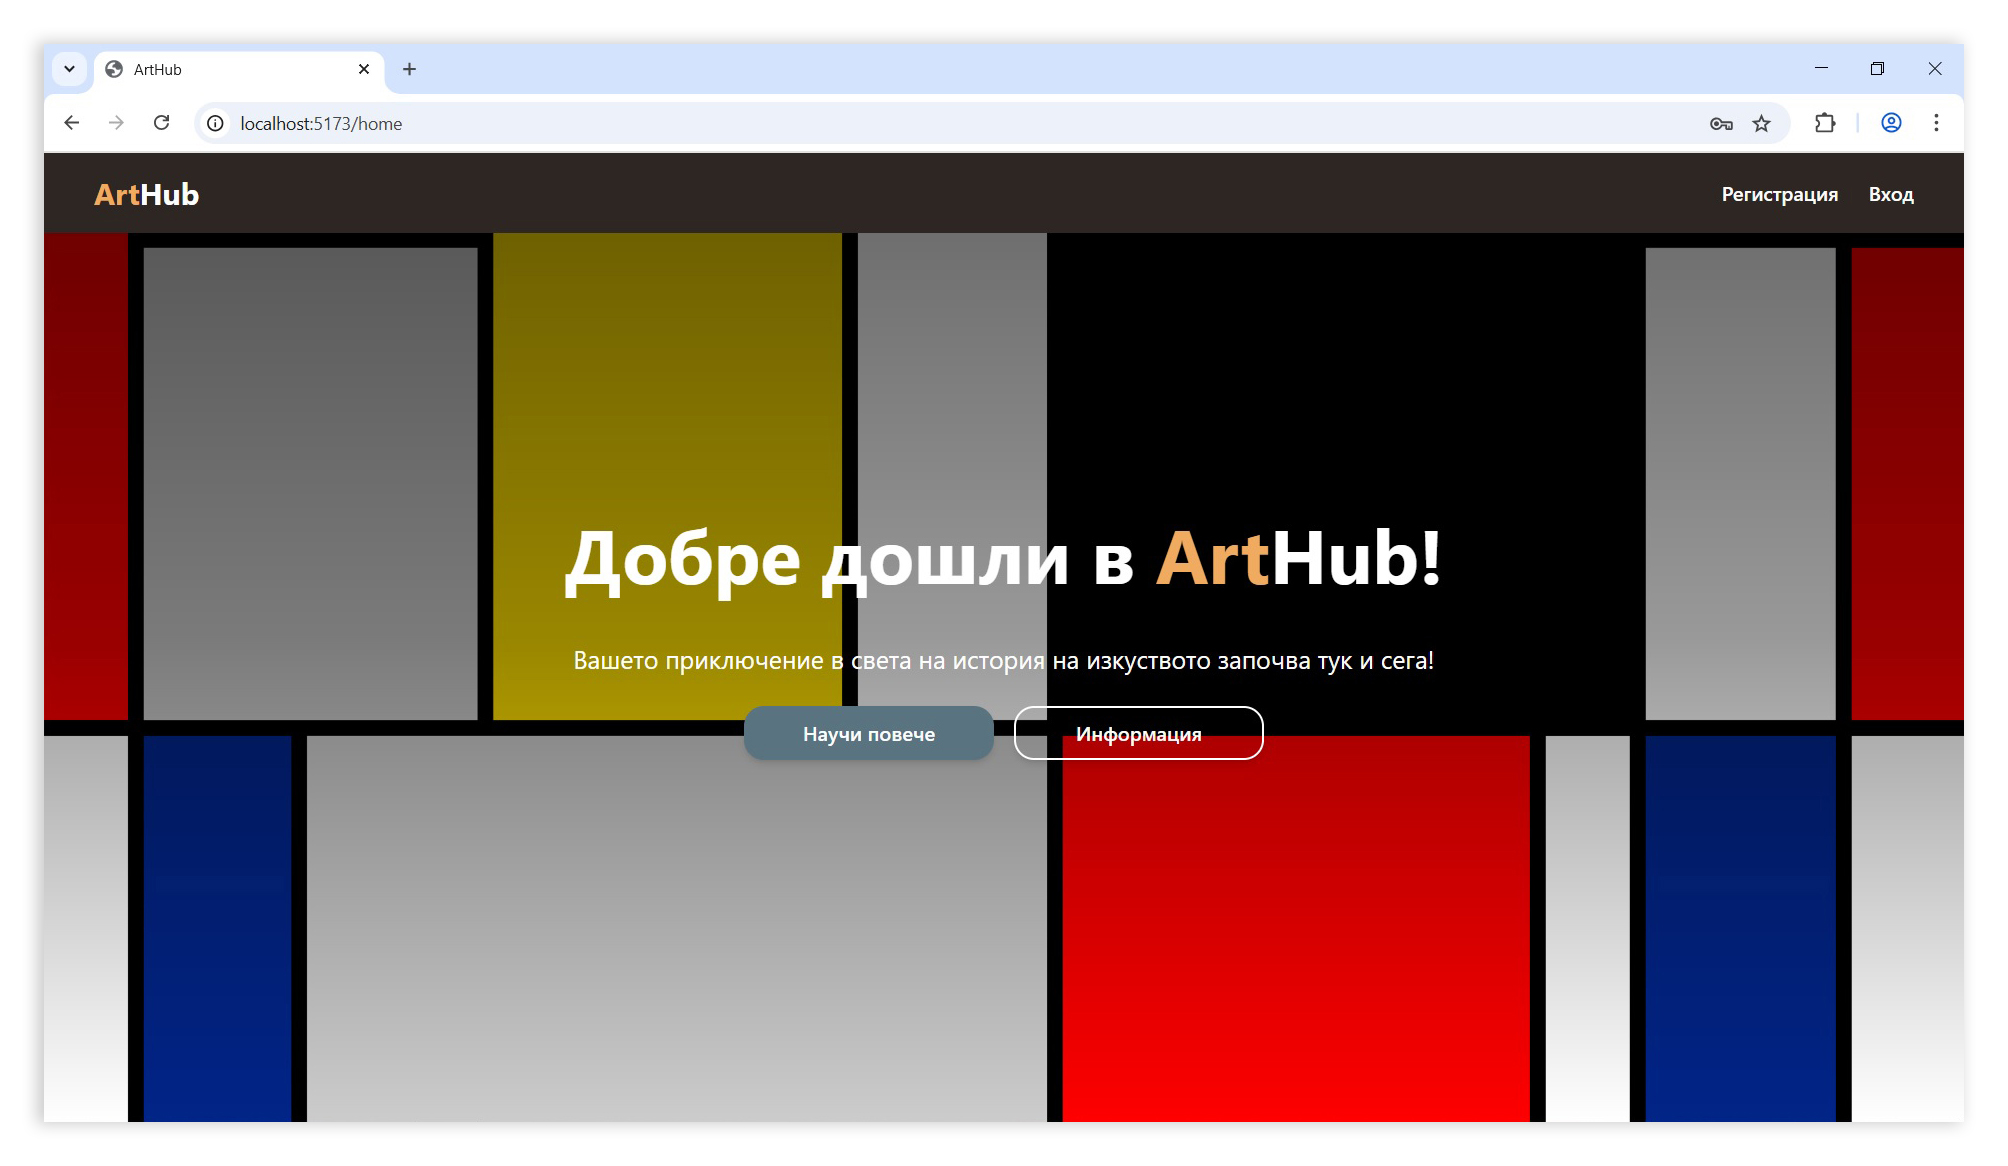 ArtHub
localhost:5173/home
ArtHub
Регистрация
Вход
Добре дошли в ArtHub!
Вашето приключение в света на история на изкуството започва тук и сега!
Научи повече
Информация